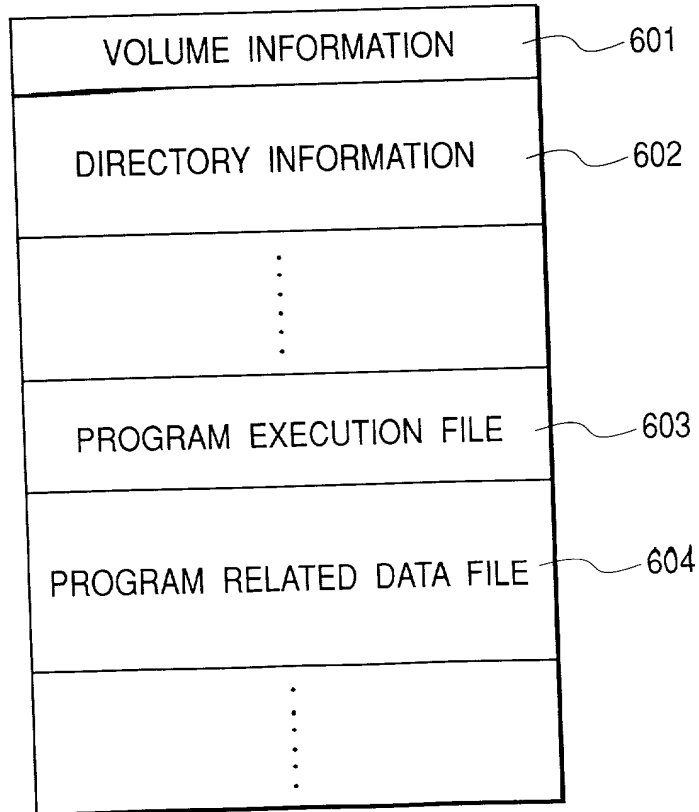 VOLUME INFORMATION 601
DIRECTORY INFORMATION 602
PROGRAM EXECUTION FILE 603
PROGRAM RELATED DATA FILE 604